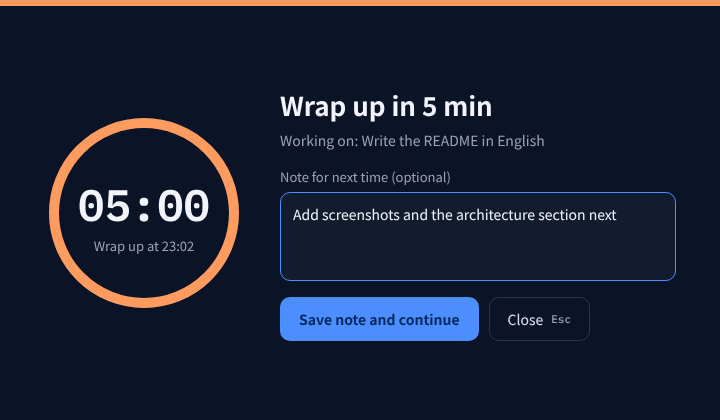 05:00
Wrap up at 23:02
Wrap up in 5 min
Working on: Write the README in English
Note for next time (optional)
Add screenshots and the architecture section next
Save note and continue
Close Esc